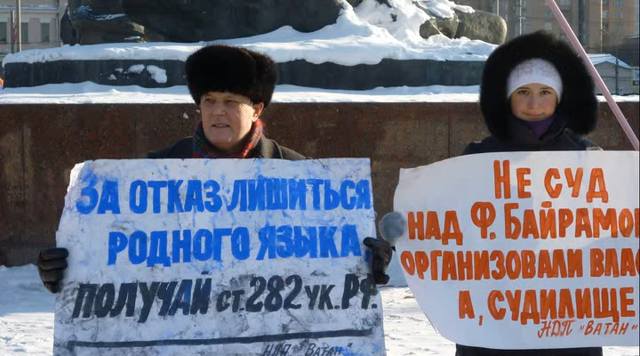 ЗА ОТКАЗ ЛИШИТЬСЯ
РОДНОГО ЯЗЫКА
ПОЛУЧАЙ СТ. 282 УК. РФ.
НДП "ВАТАН"
НЕ СУД
НАД Ф. БАЙРАМО
ОРГАНИЗОВАЛИ ВЛАС
А, СУДИЛИЩЕ
НДП "ВАТАН"